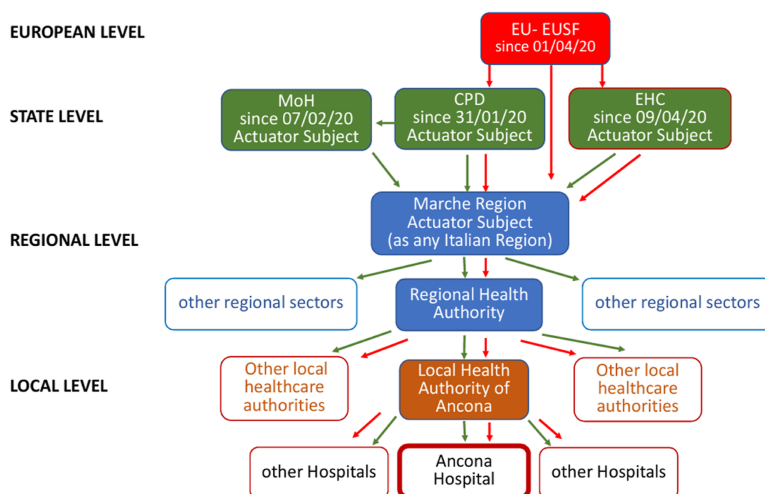 EUROPEAN LEVEL
EU- EUSF
since 01/04/20
STATE LEVEL
MoH
since 07/02/20
Actuator Subject
CPD
since 31/01/20
Actuator Subject
EHC
since 09/04/20
Actuator Subject
REGIONAL LEVEL
Marche Region
Actuator Subject
(as any Italian Region)
other regional sectors
Regional Health
Authority
other regional sectors
LOCAL LEVEL
Other local
healthcare
authorities
Local Health
Authority of
Ancona
Other local
healthcare
authorities
other Hospitals
Ancona
Hospital
other Hospitals